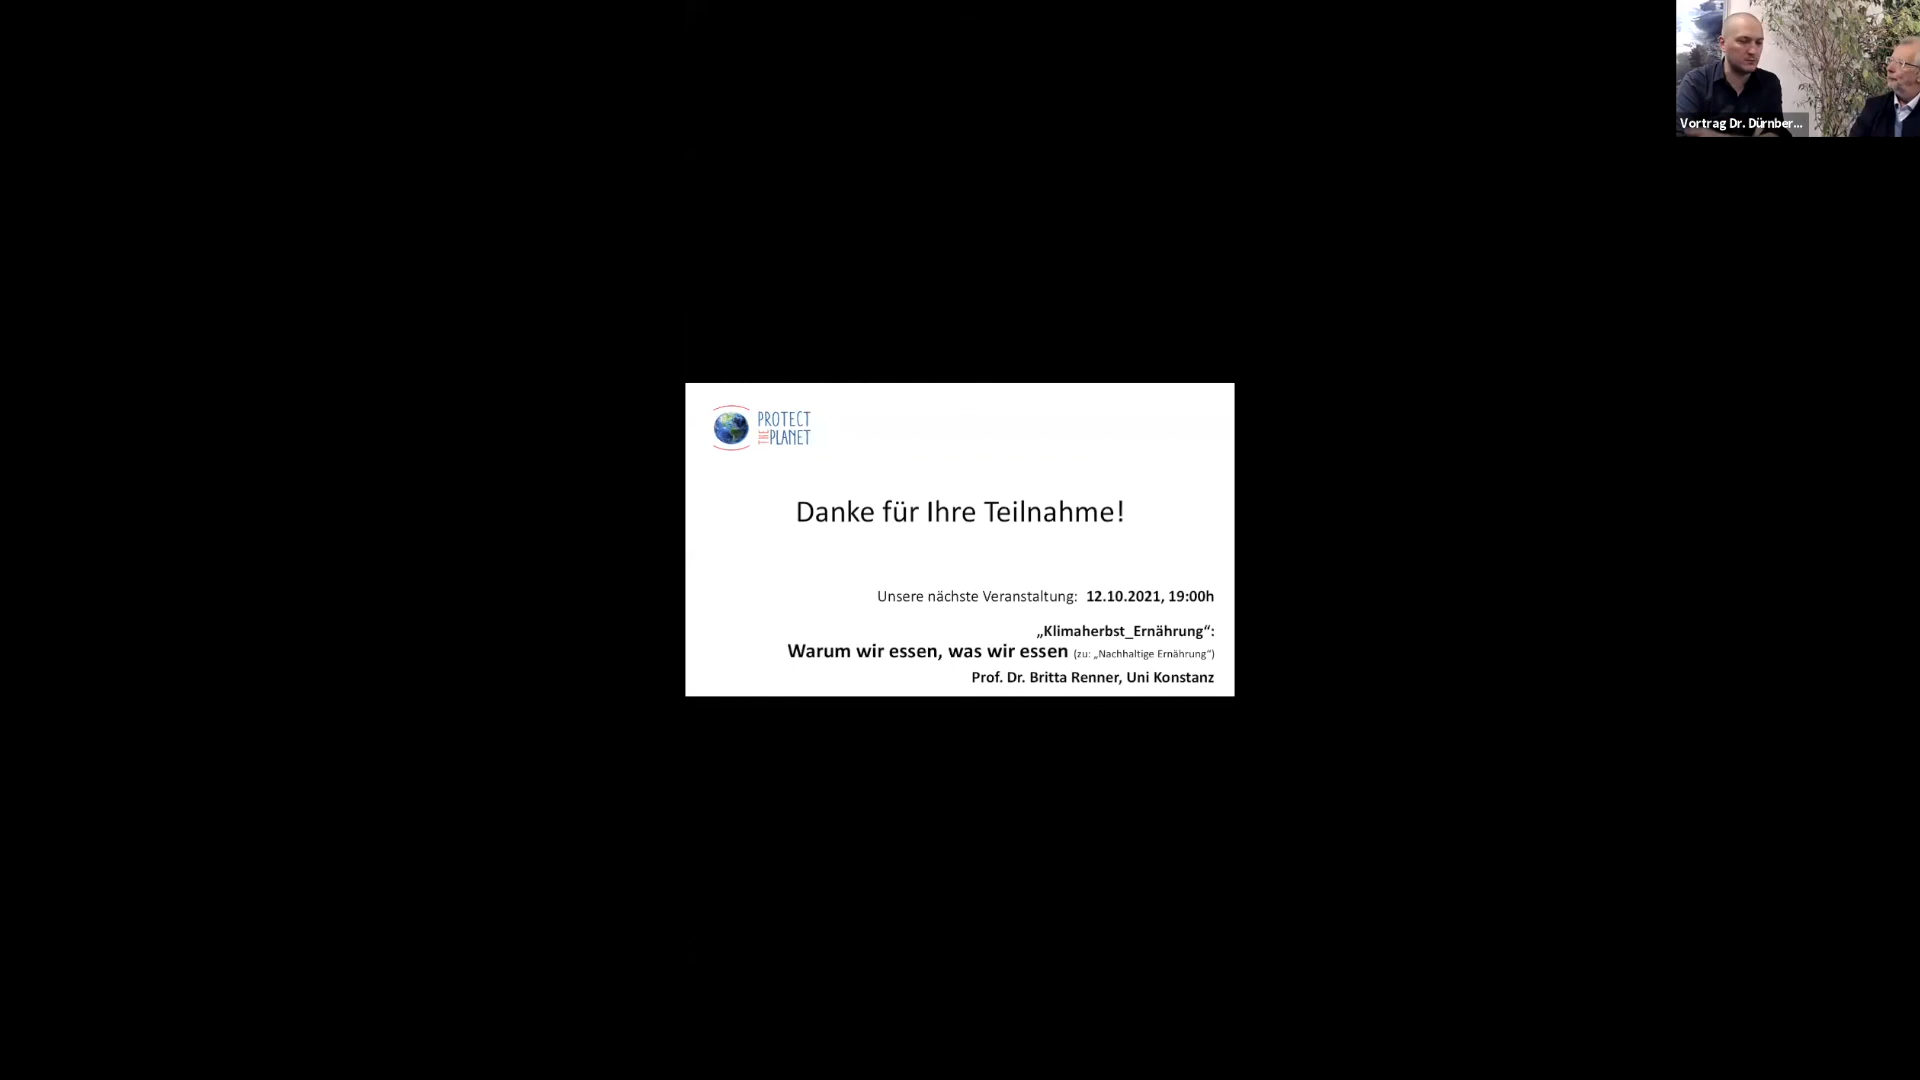 Vortrag Dr. Dürnber...
PROTECT
THE PLANET
Danke für Ihre Teilnahme!
Unsere nächste Veranstaltung: 12.10.2021, 19:00h
„Klimaherbst_Ernährung“:
Warum wir essen, was wir essen (zu: „Nachhaltige Ernährung“)
Prof. Dr. Britta Renner, Uni Konstanz